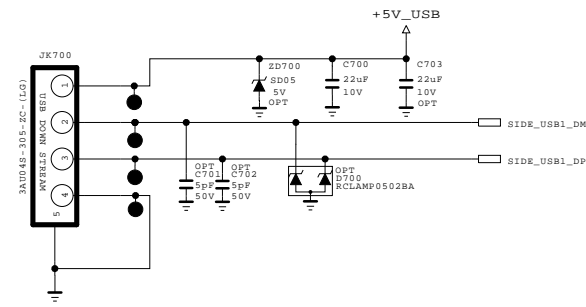 +5V_USB
JK700
3AU04S-305-ZC-(LG)
USB DOWN STREAM
1
2
3
4
5
ZD700
SD05
5V
OPT
C700
22uF
10V
C703
22uF
10V
OPT
SIDE_USB1_DM
SIDE_USB1_DP
OPT
C701
5pF
50V
OPT
C702
5pF
50V
OPT
D700
RCLAMP0502BA